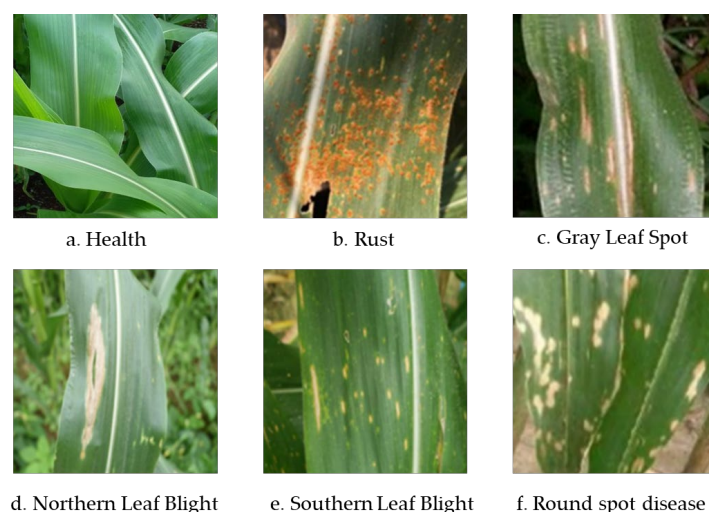 a. Health
b. Rust
c. Gray Leaf Spot
d. Northern Leaf Blight
e. Southern Leaf Blight
f. Round spot disease